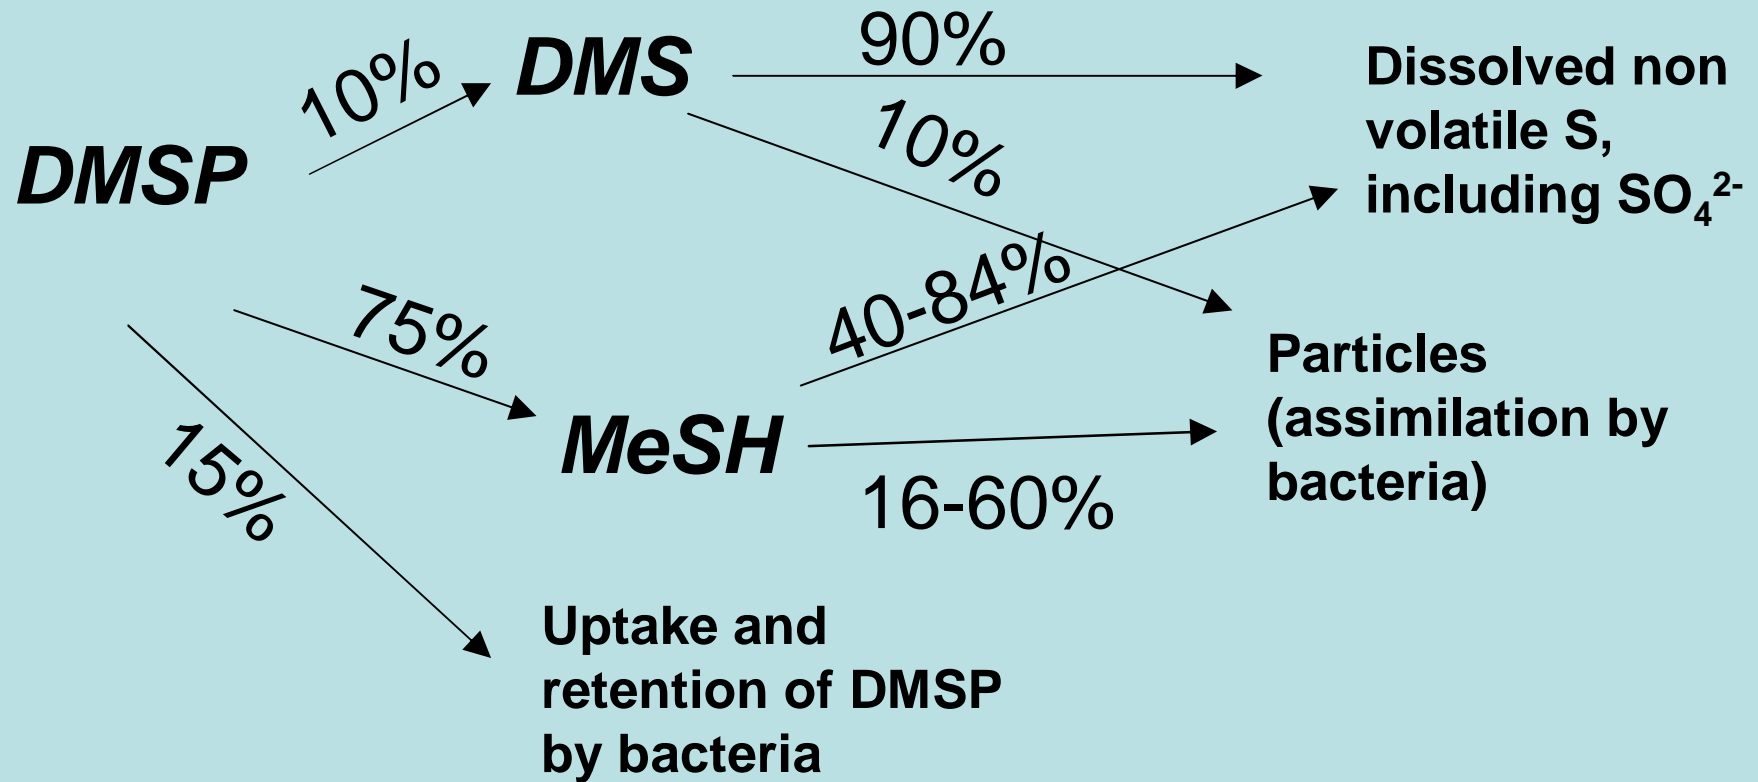 DMSP
10%
DMS
90%
10%
Dissolved non
volatile S,
including SO₄²⁻
75%
MeSH
40-84%
16-60%
Particles
(assimilation by
bacteria)
15%
Uptake and
retention of DMSP
by bacteria